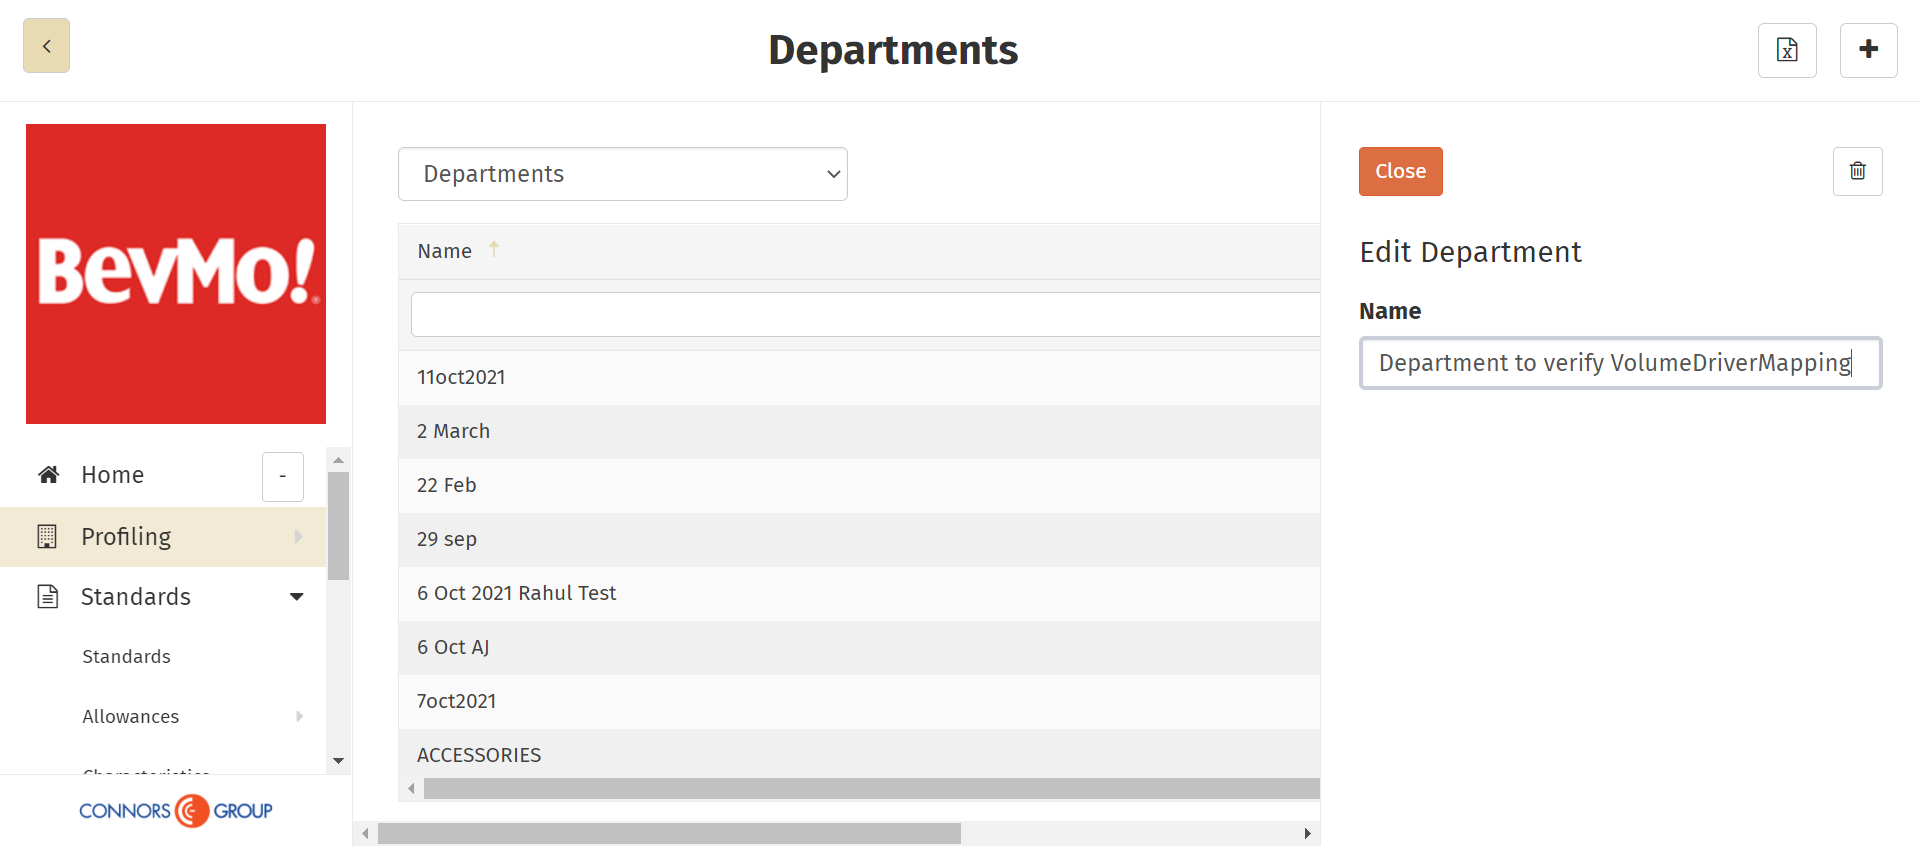 Departments
BevMo!
Home
-
Profiling
Standards
Standards
Allowances
Characteristics
CONNORS GROUP
Departments
Name
11oct2021
2 March
22 Feb
29 sep
6 Oct 2021 Rahul Test
6 Oct AJ
7oct2021
ACCESSORIES
Close
Edit Department
Name
Department to verify VolumeDriverMapping